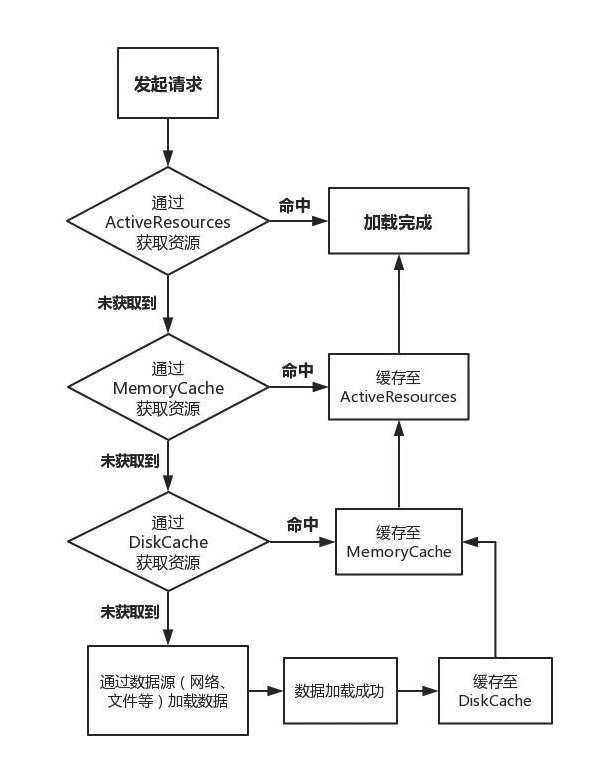 发起请求
通过
ActiveResources
获取资源
命中
加载完成
未获取到
通过
MemoryCache
获取资源
命中
缓存至
ActiveResources
未获取到
通过
DiskCache
获取资源
命中
缓存至
MemoryCache
未获取到
通过数据源（网络、
文件等）加载数据
数据加载成功
缓存至
DiskCache